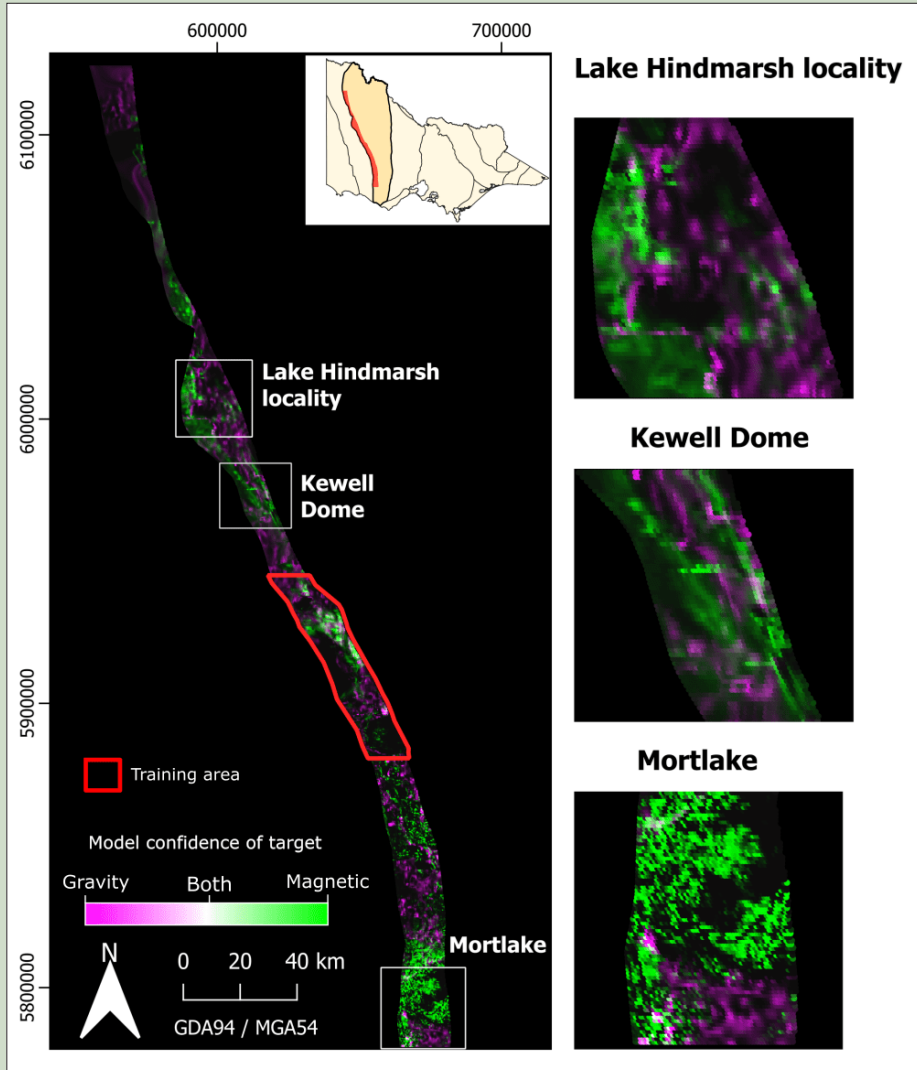 600000
700000
6100000
6000000
5900000
5800000
Lake Hindmarsh
locality
Kewell
Dome
Training area
Model confidence of target
Gravity
Both
Magnetic
N
0 20 40 km
GDA94 / MGA54
Mortlake
Lake Hindmarsh locality
Kewell Dome
Mortlake